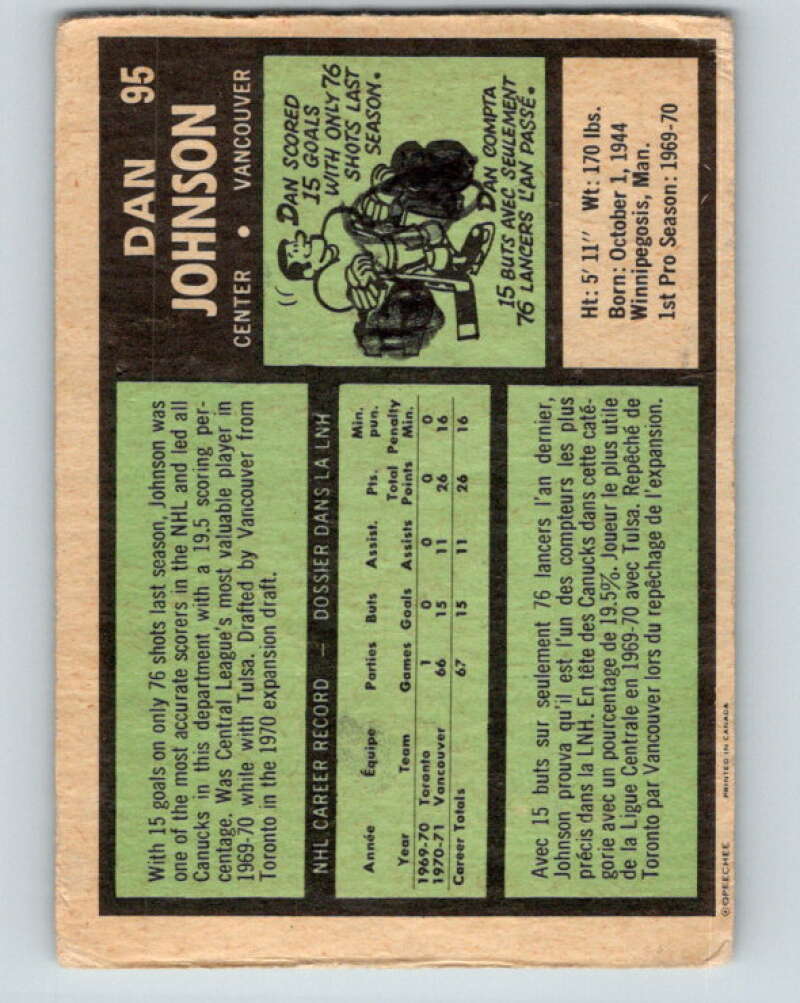 DAN 95
JOHNSON
CENTER • VANCOUVER
DAN SCORED
15 GOALS
WITH ONLY 76
SHOTS LAST
SEASON.
DAN COMPTA
15 BUTS AVEC SEULEMENT
76 LANCERS L'AN PASSÉ.
Ht: 5' 11" Wt: 170 lbs.
Born: October 1, 1944
Winnipegosis, Man.
1st Pro Season: 1969-70
With 15 goals on only 76 shots last season, Johnson was
one of the most accurate scorers in the NHL and led all
Canucks in this department with a 19.5 scoring per-
centage. Was Central League's most valuable player in
1969-70 while with Tulsa. Drafted by Vancouver from
Toronto in the 1970 expansion draft.
NHL CAREER RECORD — DOSSIER DANS LA LNH
Année Équipe Parties Buts Assist. Pts. Min. pun.
Year Team Games Goals Assists Total Points Penalty Min.
1969-70 Toronto 1 0 0 0 0
1970-71 Vancouver 66 15 11 26 16
Career Totals 67 15 11 26 16
Avec 15 buts sur seulement 76 lancers l'an dernier,
Johnson prouva qu'il est l'un des compteurs les plus
précis dans la LNH. En tête des Canucks dans cette caté-
gorie avec un pourcentage de 19.5%. Joueur le plus utile
de la Ligue Centrale en 1969-70 avec Tulsa. Repêché de
Toronto par Vancouver lors du repêchage de l'expansion.
©OPEECHEE PRINTED IN CANADA